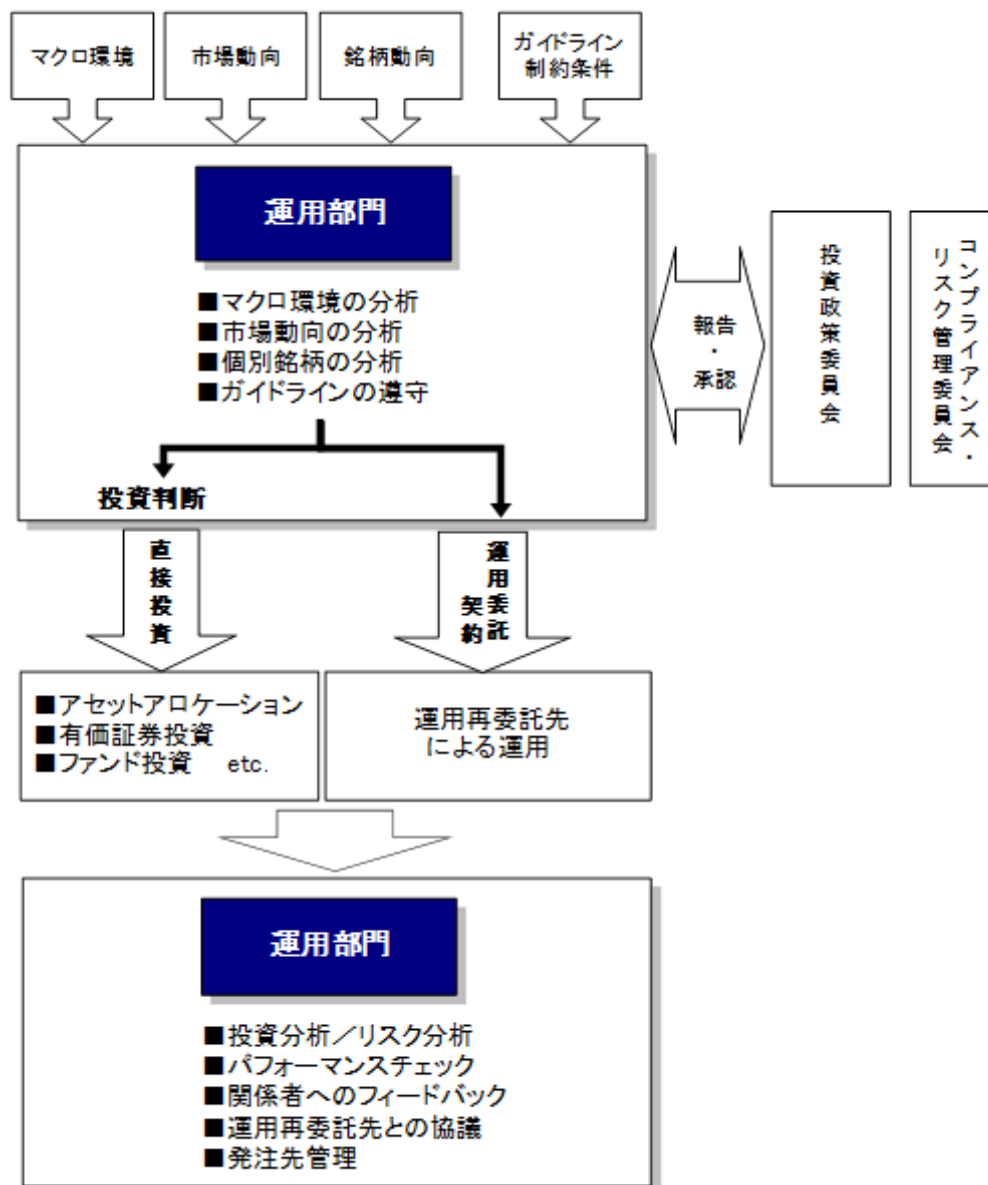 マクロ環境
市場動向
銘柄動向
ガイドライン
制約条件
運用部門
■マクロ環境の分析
■市場動向の分析
■個別銘柄の分析
■ガイドラインの遵守
投資判断
報告
・
承認
投資政策委員会
コンプライアンス・
リスク管理委員会
直接投資
運用委託
契約
■アセットアロケーション
■有価証券投資
■ファンド投資 etc.
運用再委託先
による運用
運用部門
■投資分析／リスク分析
■パフォーマンスチェック
■関係者へのフィードバック
■運用再委託先との協議
■発注先管理